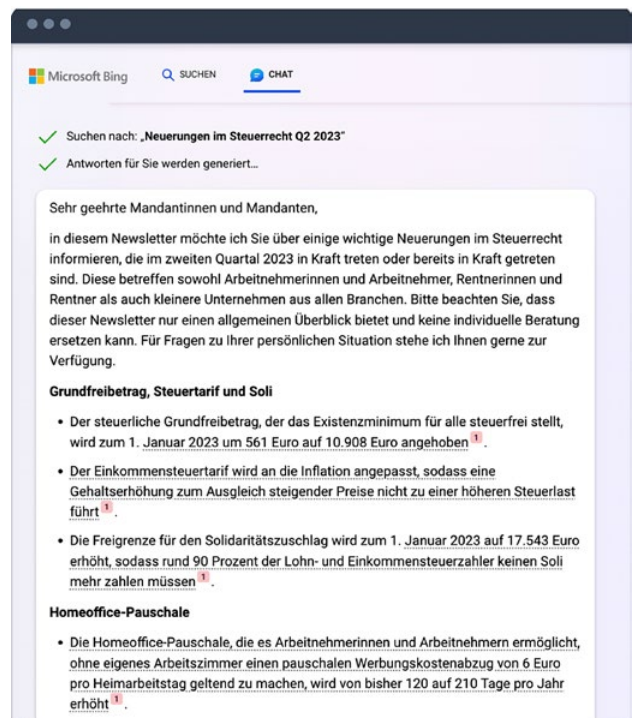 Microsoft Bing SUCHEN CHAT
Suchen nach: „Neuerungen im Steuerrecht Q2 2023“
Antworten für Sie werden generiert…
Sehr geehrte Mandantinnen und Mandanten,
in diesem Newsletter möchte ich Sie über einige wichtige Neuerungen im Steuerrecht
informieren, die im zweiten Quartal 2023 in Kraft treten oder bereits in Kraft getreten
sind. Diese betreffen sowohl Arbeitnehmerinnen und Arbeitnehmer, Rentnerinnen und
Rentner als auch kleinere Unternehmen aus allen Branchen. Bitte beachten Sie, dass
dieser Newsletter nur einen allgemeinen Überblick bietet und keine individuelle Beratung
ersetzen kann. Für Fragen zu Ihrer persönlichen Situation stehe ich Ihnen gerne zur
Verfügung.
Grundfreibetrag, Steuertarif und Soli
• Der steuerliche Grundfreibetrag, der das Existenzminimum für alle steuerfrei stellt,
wird zum 1. Januar 2023 um 561 Euro auf 10.908 Euro angehoben 1 .
• Der Einkommensteuertarif wird an die Inflation angepasst, sodass eine
Gehaltserhöhung zum Ausgleich steigender Preise nicht zu einer höheren Steuerlast
führt 1 .
• Die Freigrenze für den Solidaritätszuschlag wird zum 1. Januar 2023 auf 17.543 Euro
erhöht, sodass rund 90 Prozent der Lohn- und Einkommensteuerzahler keinen Soli
mehr zahlen müssen 1 .
Homeoffice-Pauschale
• Die Homeoffice-Pauschale, die es Arbeitnehmerinnen und Arbeitnehmern ermöglicht,
ohne eigenes Arbeitszimmer einen pauschalen Werbungskostenabzug von 6 Euro
pro Heimarbeitstag geltend zu machen, wird von bisher 120 auf 210 Tage pro Jahr
erhöht 1 .